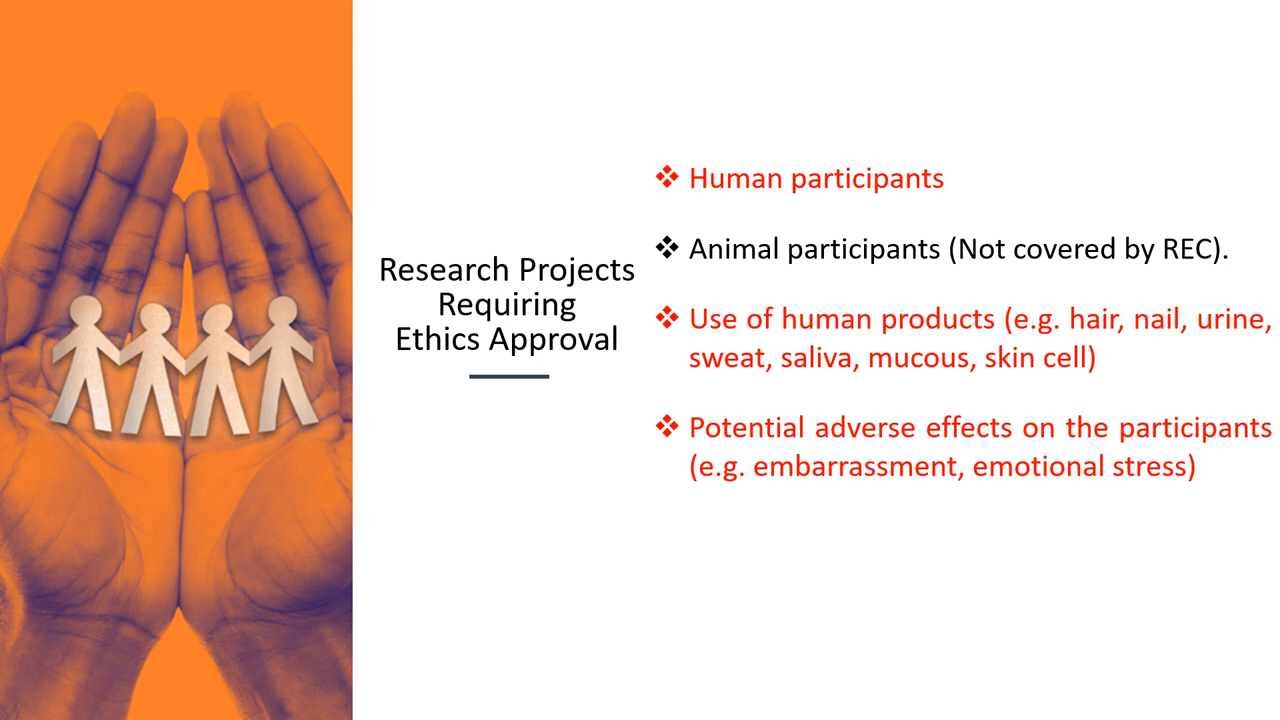 Research Projects
Requiring
Ethics Approval
❖ Human participants
❖ Animal participants (Not covered by REC).
❖ Use of human products (e.g. hair, nail, urine,
sweat, saliva, mucous, skin cell)
❖ Potential adverse effects on the participants
(e.g. embarrassment, emotional stress)